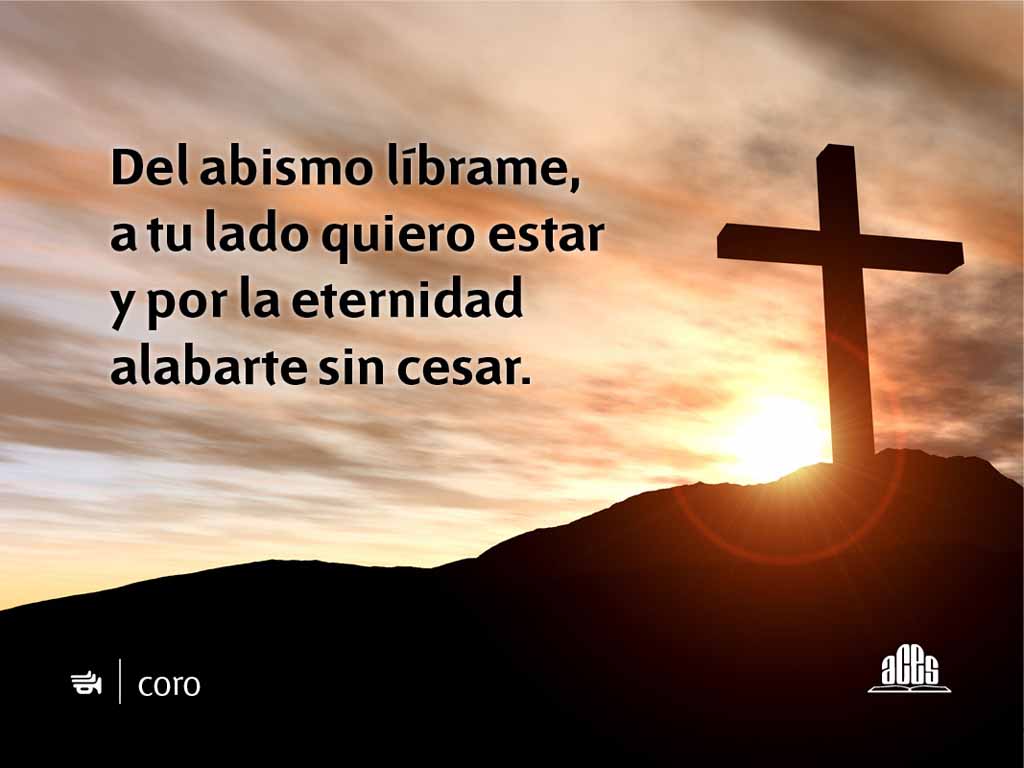 Del abismo líbrame,
a tu lado quiero estar
y por la eternidad
alabarte sin cesar.
coro
aces